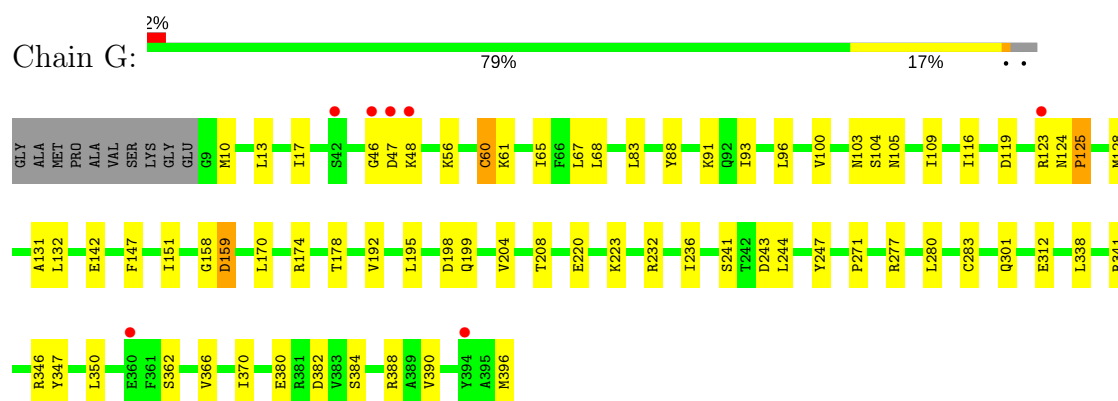 2%
Chain G:
79% 17% • •
GLY ALA MET PRO ALA VAL SER LYS GLY GLU G9 M10 L13 I17 S42 G46 D47 K48 K56 C60 K61 I65 F66 L67 L68 L83 Y88 K91 Q92 I93 L96 V100 N103 S104 N105 I109 I116 D119 R123 N124 P125 M128
A131 L132 E142 F147 I151 G158 D159 L170 R174 T178 V192 L195 D198 Q199 V204 T208 E220 K223 R232 I236 S241 T242 D243 L244 Y247 P271 R277 L280 C283 Q301 E312 L338
R346 Y347 L350 E360 F361 S362 V366 I370 E380 R381 D382 V383 S384 R388 A389 V390 Y394 A395 M396